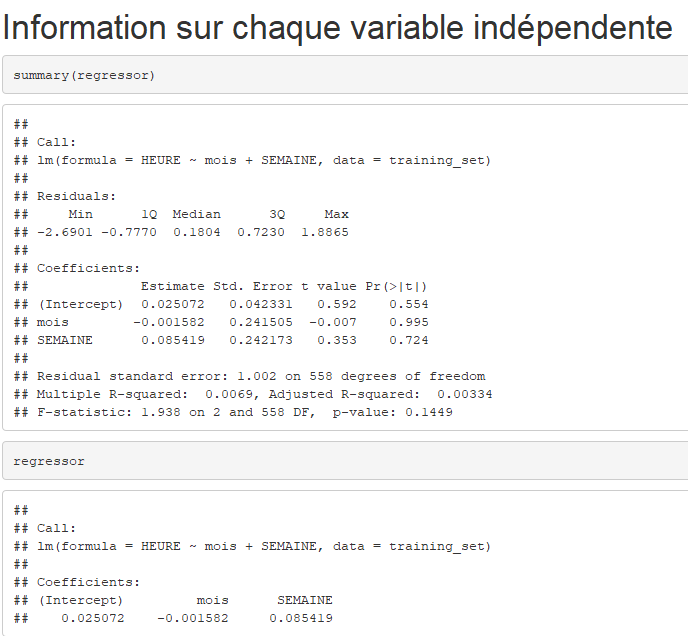 Information sur chaque variable indépendente
summary(regressor)
##
## Call:
## lm(formula = HEURE ~ mois + SEMAINE, data = training_set)
##
## Residuals:
##     Min      1Q  Median      3Q     Max
## -2.6901 -0.7770  0.1804  0.7230  1.8865
##
## Coefficients:
##              Estimate Std. Error t value Pr(>|t|)
## (Intercept)  0.025072   0.042331   0.592    0.554
## mois        -0.001582   0.241505  -0.007    0.995
## SEMAINE      0.085419   0.242173   0.353    0.724
##
## Residual standard error: 1.002 on 558 degrees of freedom
## Multiple R-squared:  0.0069, Adjusted R-squared:  0.00334
## F-statistic: 1.938 on 2 and 558 DF,  p-value: 0.1449
regressor
##
## Call:
## lm(formula = HEURE ~ mois + SEMAINE, data = training_set)
##
## Coefficients:
## (Intercept)         mois      SEMAINE
##    0.025072    -0.001582     0.085419